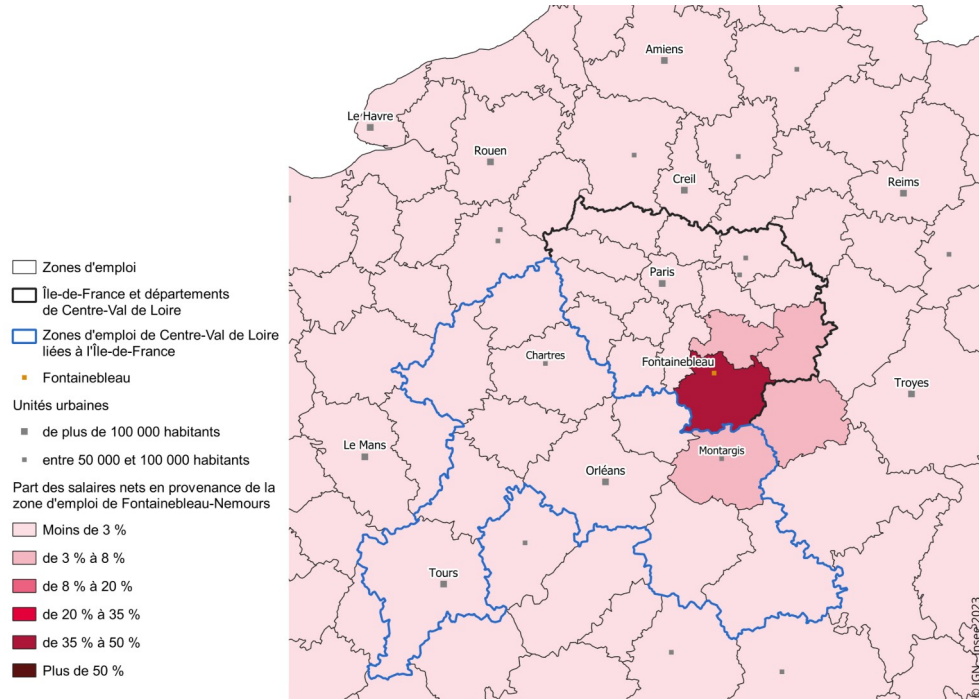 Amiens
Le Havre
Rouen
Creil
Reims
Paris
Chartres
Fontainebleau
Troyes
Le Mans
Montargis
Orléans
Tours
Zones d'emploi
Île-de-France et départements
de Centre-Val de Loire
Zones d'emploi de Centre-Val de Loire
liées à l'Île-de-France
Fontainebleau
Unités urbaines
de plus de 100 000 habitants
entre 50 000 et 100 000 habitants
Part des salaires nets en provenance de la
zone d'emploi de Fontainebleau-Nemours
Moins de 3 %
de 3 % à 8 %
de 8 % à 20 %
de 20 % à 35 %
de 35 % à 50 %
Plus de 50 %
IGN-Insee 2023